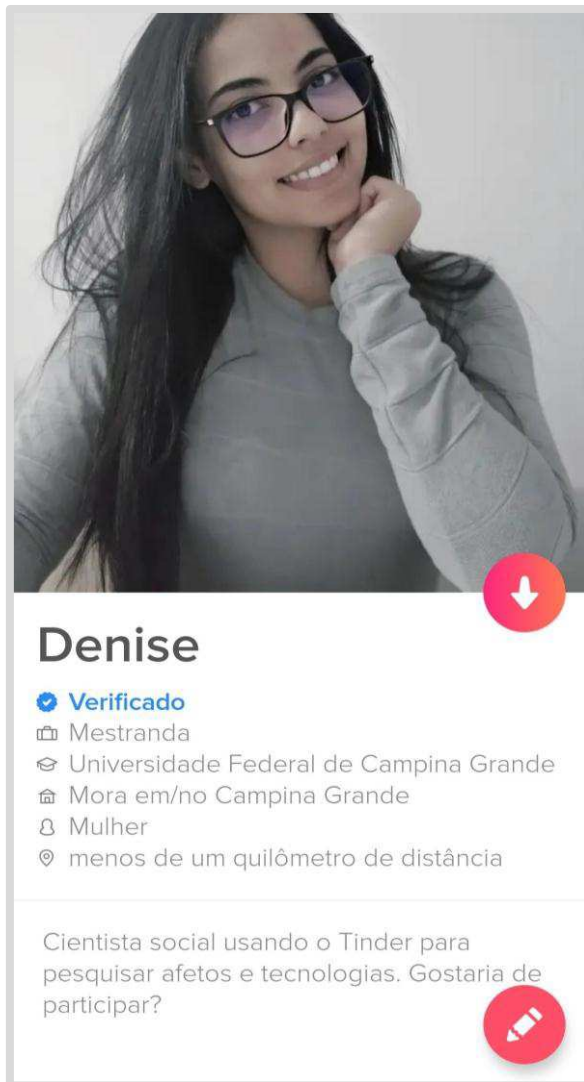 Denise
Verificado
Mestranda
Universidade Federal de Campina Grande
Mora em/no Campina Grande
Mulher
menos de um quilômetro de distância
Cientista social usando o Tinder para
pesquisar afetos e tecnologias. Gostaria de
participar?